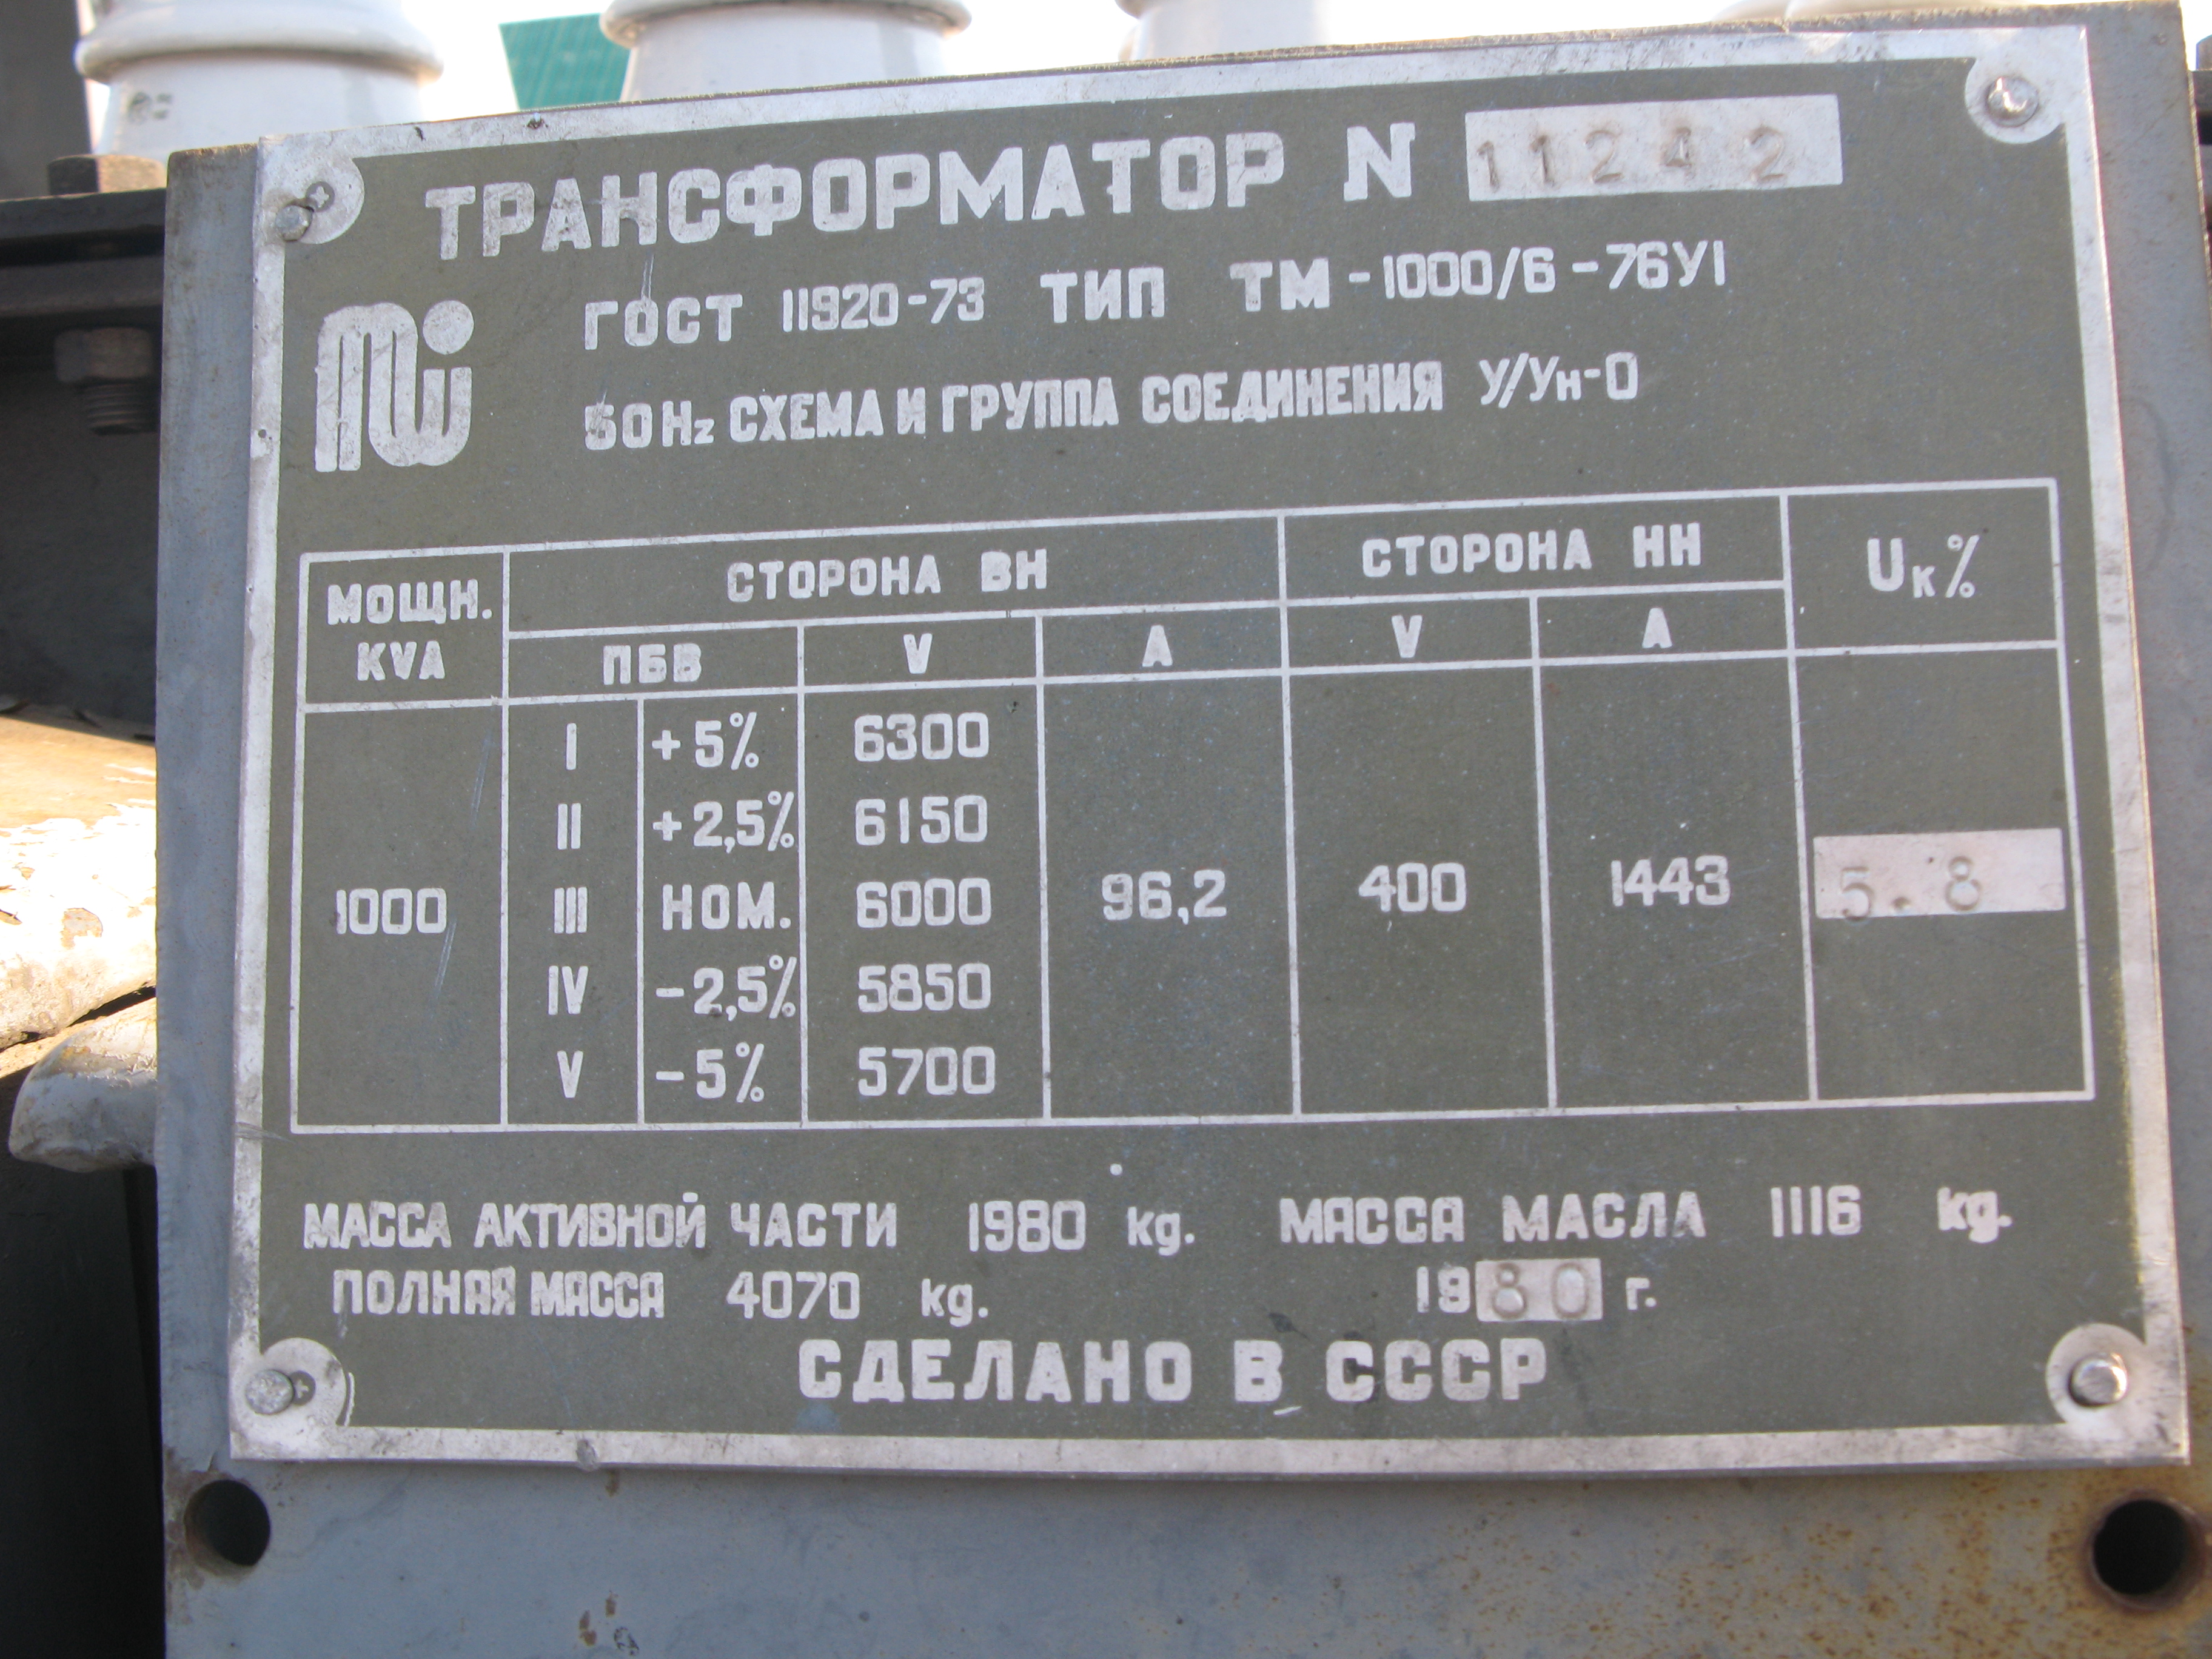 ТРАНСФОРМАТОР N 11242
ГОСТ 11920-73 ТИП ТМ-1000/6-76У1
50Hz СХЕМА И ГРУППА СОЕДИНЕНИЯ У/Ун-0
МОЩН. KVA СТОРОНА ВН СТОРОНА НН Uк%
ПБВ V A V A
I +5% 6300
II +2,5% 6150
1000 III НОМ. 6000 96,2 400 1443 5.8
IV -2,5% 5850
V -5% 5700
МАССА АКТИВНОЙ ЧАСТИ 1980 kg. МАССА МАСЛА 1116 kg.
ПОЛНАЯ МАССА 4070 kg. 1980 г.
СДЕЛАНО В СССР